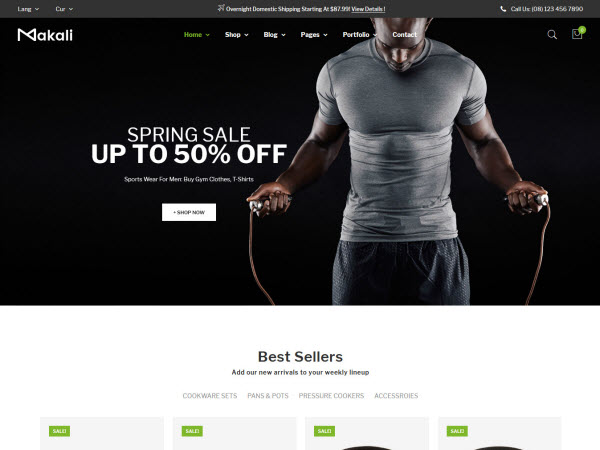 Lang Cur Overnight Domestic Shipping Starting At $87.99! View Details ! Call Us: (08) 123 456 7890
Makali Home Shop Blog Pages Portfolio Contact 0
SPRING SALE
UP TO 50% OFF
Sports Wear For Men: Buy Gym Clothes, T-Shirts
+ SHOP NOW
Best Sellers
Add our new arrivals to your weekly lineup
COOKWARE SETS PANS & POTS PRESSURE COOKERS ACCESSROIES
SALE! SALE! SALE! SALE!